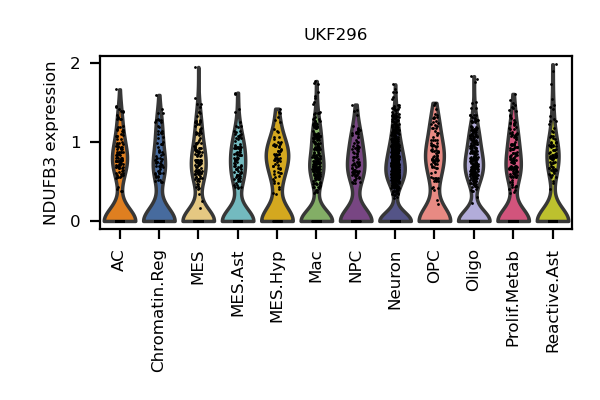 UKF296
NDUFB3 expression
2
1
0
AC
Chromatin.Reg
MES
MES.Ast
MES.Hyp
Mac
NPC
Neuron
OPC
Oligo
Prolif.Metab
Reactive.Ast